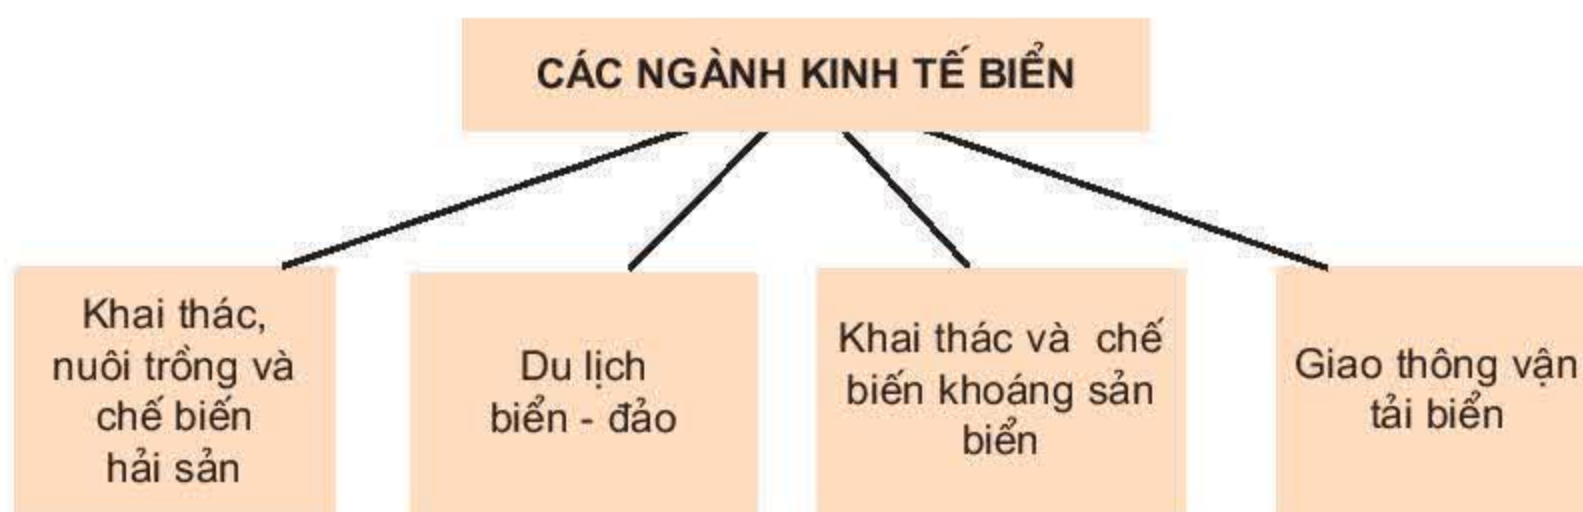 CÁC NGÀNH KINH TẾ BIỂN
Khai thác,
nuôi trồng và
chế biến
hải sản
Du lịch
biển - đảo
Khai thác và chế
biến khoáng sản
biển
Giao thông vận
tải biển